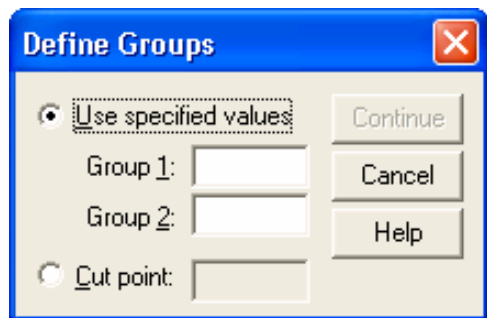 Define Groups
Use specified values
Continue
Group 1:
Cancel
Group 2:
Help
Cut point: